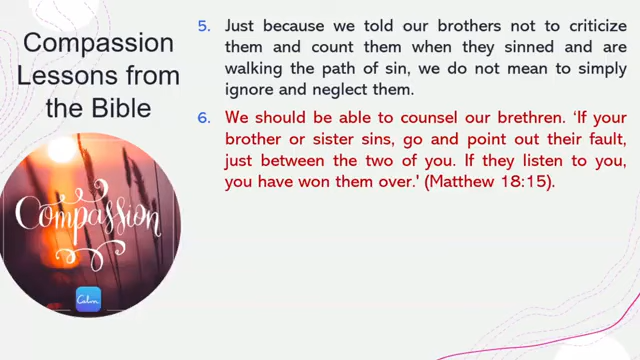 Compassion
Lessons from
the Bible
Compassion
Calm
5. Just because we told our brothers not to criticize
them and count them when they sinned and are
walking the path of sin, we do not mean to simply
ignore and neglect them.
6. We should be able to counsel our brethren. ‘If your
brother or sister sins, go and point out their fault,
just between the two of you. If they listen to you,
you have won them over.' (Matthew 18:15).